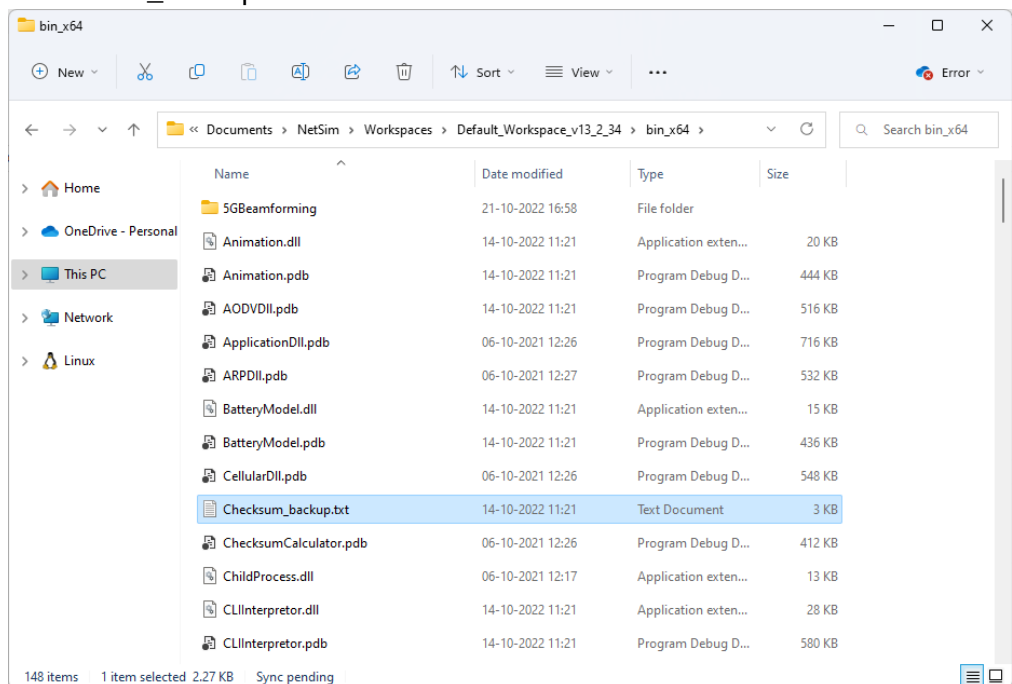 bin_x64
New
Sort
View
Error
« Documents > NetSim > Workspaces > Default_Workspace_v13_2_34 > bin_x64 >
Search bin_x64
Home
OneDrive - Personal
This PC
Network
Linux
Name Date modified Type Size
5GBeamforming 21-10-2022 16:58 File folder
Animation.dll 14-10-2022 11:21 Application exten... 20 KB
Animation.pdb 14-10-2022 11:21 Program Debug D... 444 KB
AODVDll.pdb 14-10-2022 11:21 Program Debug D... 516 KB
ApplicationDll.pdb 06-10-2021 12:26 Program Debug D... 716 KB
ARPDll.pdb 06-10-2021 12:27 Program Debug D... 532 KB
BatteryModel.dll 14-10-2022 11:21 Application exten... 15 KB
BatteryModel.pdb 14-10-2022 11:21 Program Debug D... 436 KB
CellularDll.pdb 06-10-2021 12:26 Program Debug D... 548 KB
Checksum_backup.txt 14-10-2022 11:21 Text Document 3 KB
ChecksumCalculator.pdb 06-10-2021 12:26 Program Debug D... 412 KB
ChildProcess.dll 06-10-2021 12:17 Application exten... 13 KB
CLIInterpretor.dll 14-10-2022 11:21 Application exten... 28 KB
CLIInterpretor.pdb 14-10-2022 11:21 Program Debug D... 580 KB
148 items 1 item selected 2.27 KB Sync pending